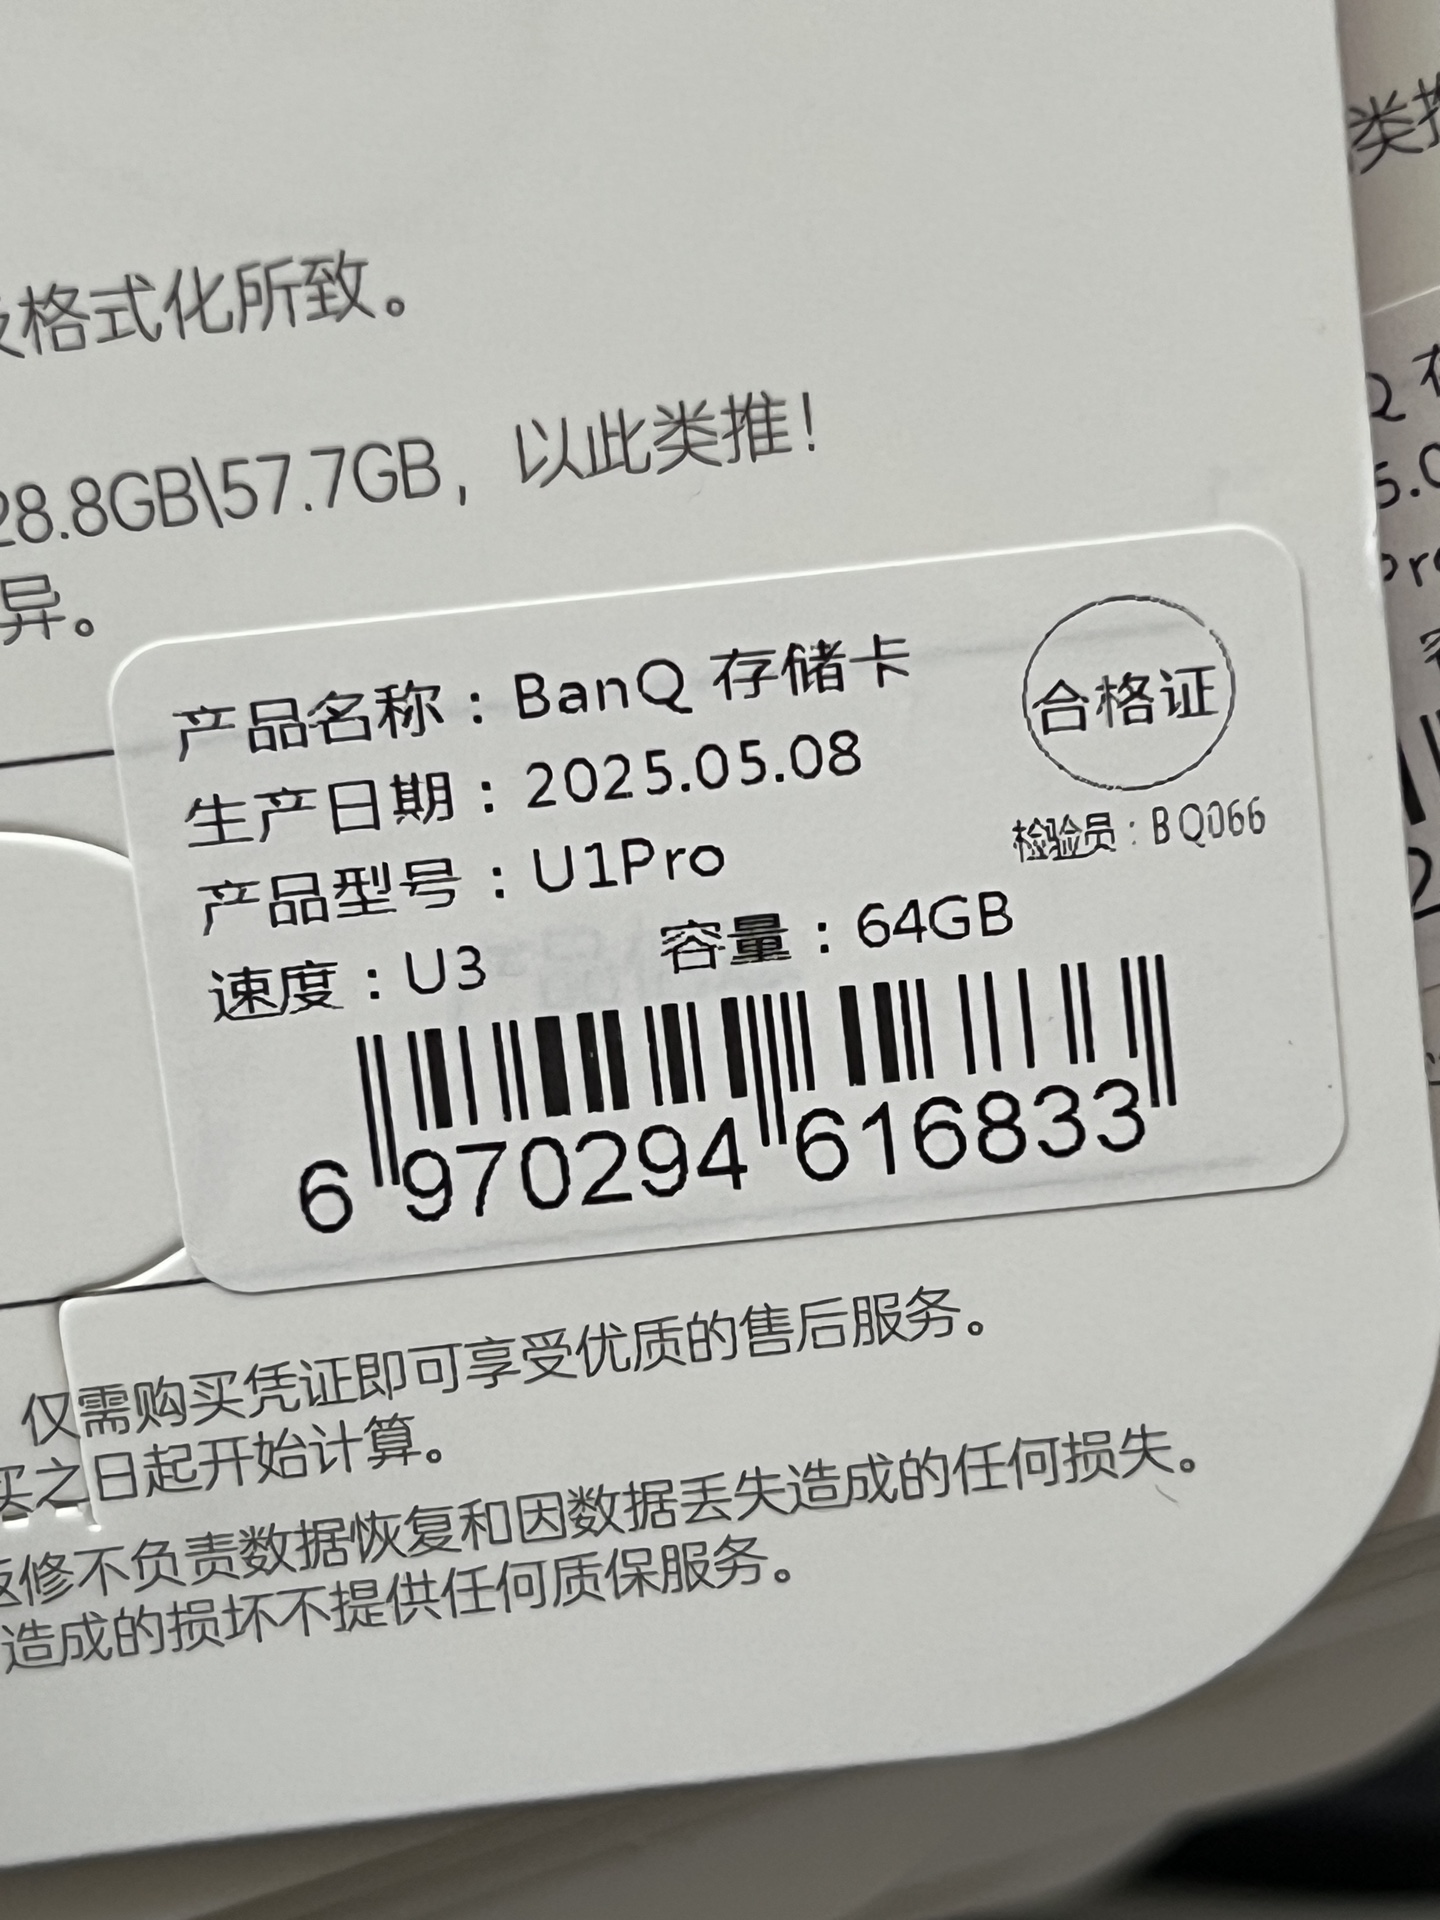 格式化所致。
28.8GB\57.7GB，以此类推！
异。
产品名称：BanQ 存储卡
生产日期：2025.05.08
产品型号：U1Pro
速度：U3 容量：64GB
合格证
检验员：BQ066
6 970294 616833
仅需购买凭证即可享受优质的售后服务。
买之日起开始计算。
返修不负责数据恢复和因数据丢失造成的任何损失。
造成的损坏不提供任何质保服务。
类推